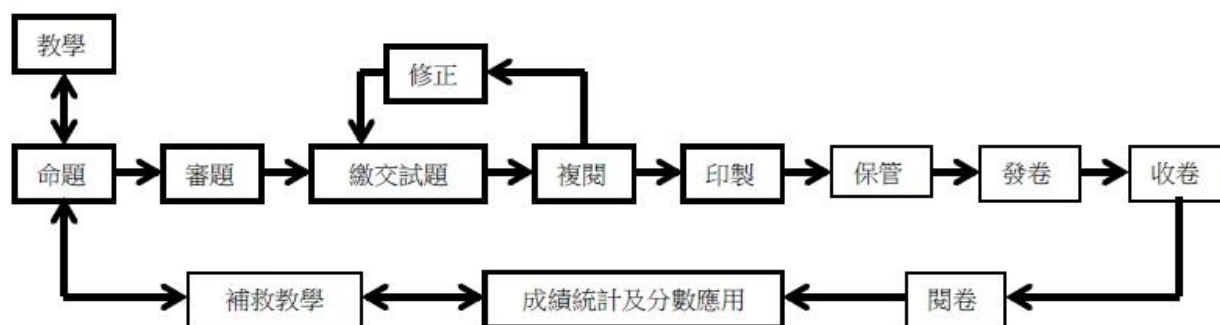 教學
修正
命題
審題
繳交試題
複閱
印製
保管
發卷
收卷
補救教學
成績統計及分數應用
閱卷